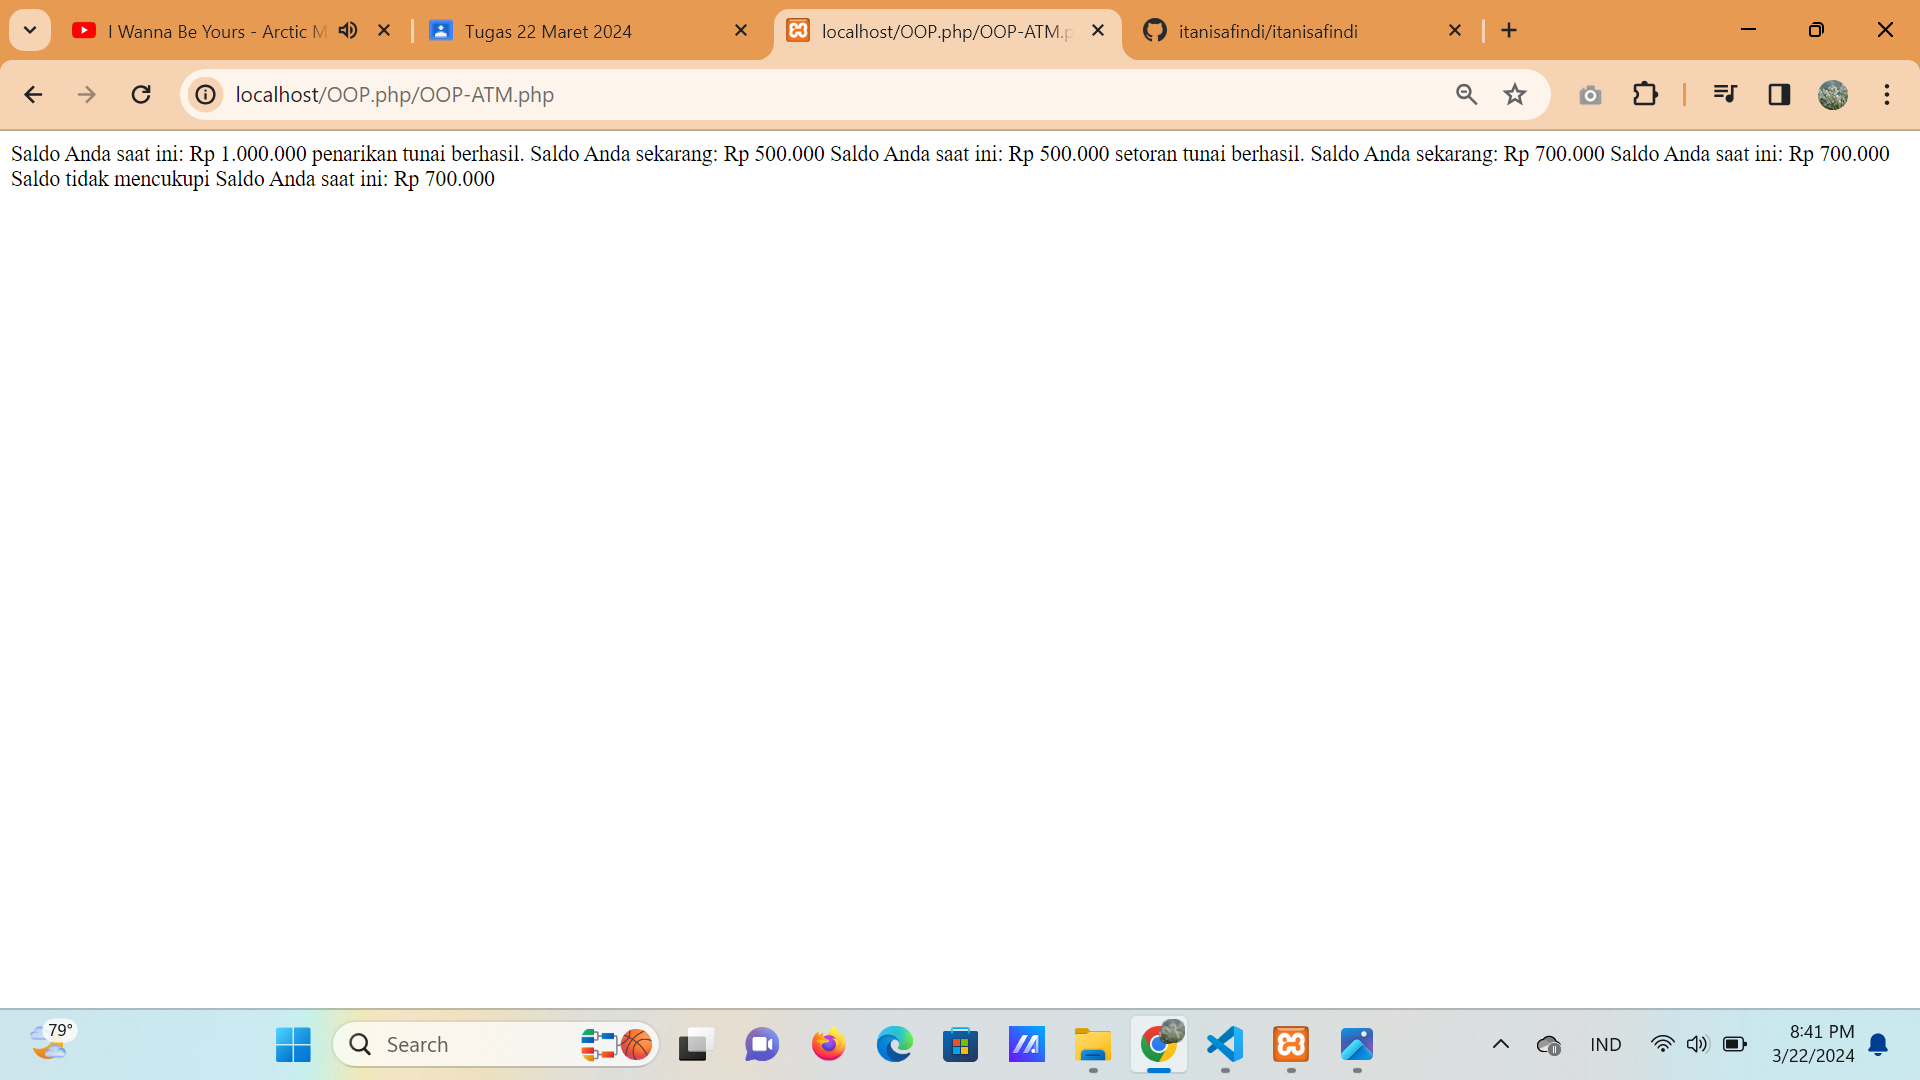 I Wanna Be Yours - Arctic M
Tugas 22 Maret 2024
localhost/OOP.php/OOP-ATM.p
itanisafindi/itanisafindi
localhost/OOP.php/OOP-ATM.php
Saldo Anda saat ini: Rp 1.000.000 penarikan tunai berhasil. Saldo Anda sekarang: Rp 500.000 Saldo Anda saat ini: Rp 500.000 setoran tunai berhasil. Saldo Anda sekarang: Rp 700.000 Saldo Anda saat ini: Rp 700.000
Saldo tidak mencukupi Saldo Anda saat ini: Rp 700.000
79°
Search
IND
8:41 PM
3/22/2024